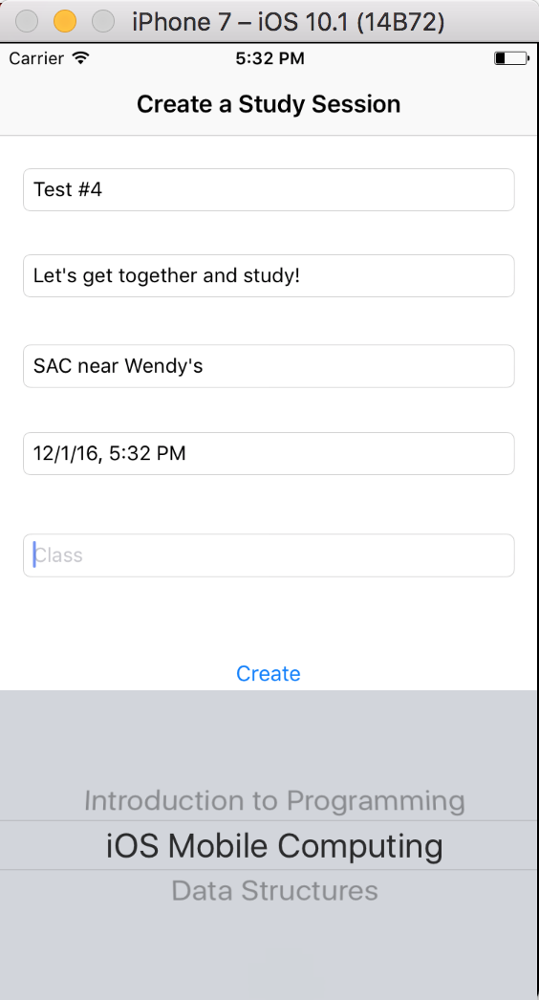 iPhone 7 – iOS 10.1 (14B72)
Carrier 5:32 PM
Create a Study Session
Test #4
Let's get together and study!
SAC near Wendy's
12/1/16, 5:32 PM
Class
Create
Introduction to Programming
iOS Mobile Computing
Data Structures